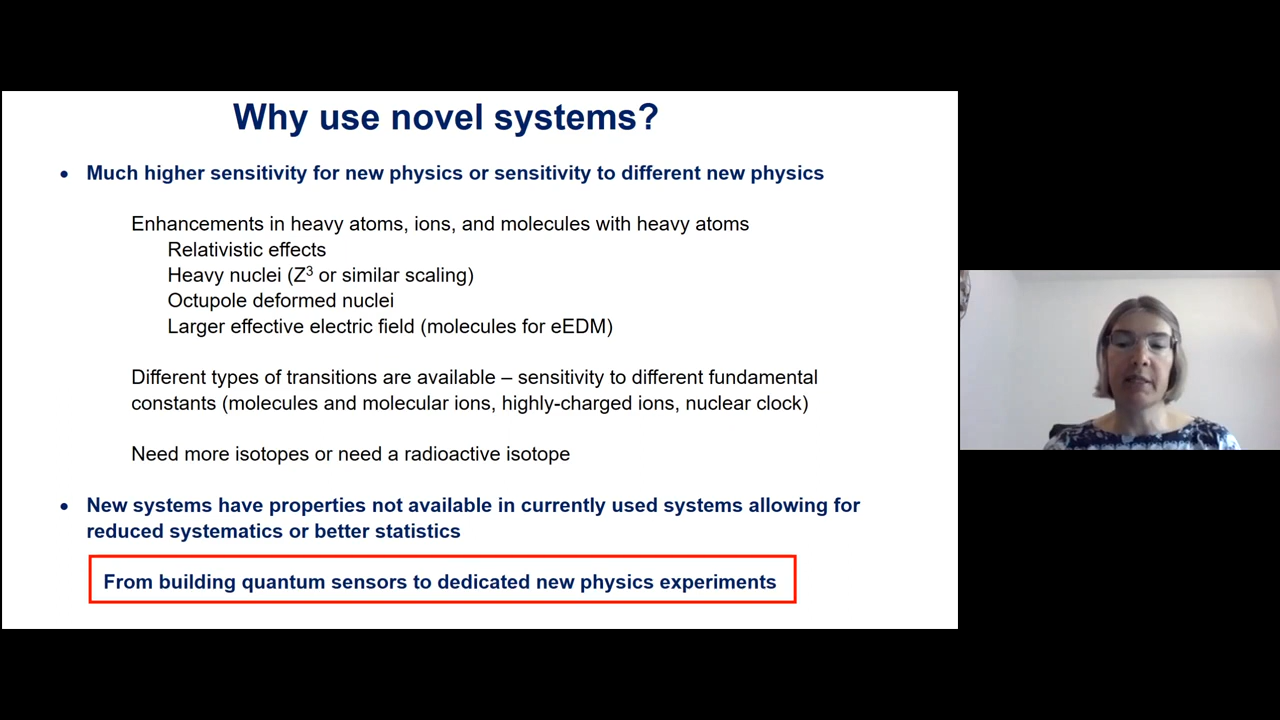 Why use novel systems?
• Much higher sensitivity for new physics or sensitivity to different new physics
Enhancements in heavy atoms, ions, and molecules with heavy atoms
Relativistic effects
Heavy nuclei (Z³ or similar scaling)
Octupole deformed nuclei
Larger effective electric field (molecules for eEDM)
Different types of transitions are available – sensitivity to different fundamental
constants (molecules and molecular ions, highly-charged ions, nuclear clock)
Need more isotopes or need a radioactive isotope
• New systems have properties not available in currently used systems allowing for
reduced systematics or better statistics
From building quantum sensors to dedicated new physics experiments